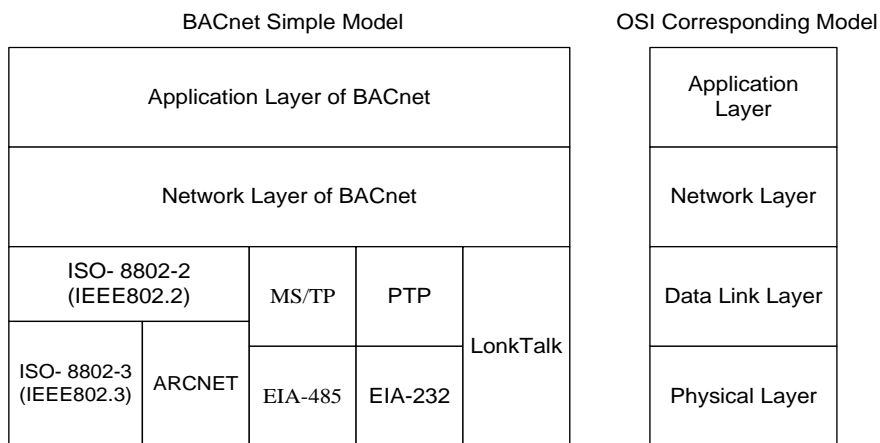 BACnet Simple Model
OSI Corresponding Model
Application Layer of BACnet
Application
Layer
Network Layer of BACnet
Network Layer
ISO- 8802-2
(IEEE802.2)
MS/TP
PTP
LonkTalk
Data Link Layer
ISO- 8802-3
(IEEE802.3)
ARCNET
EIA-485
EIA-232
Physical Layer